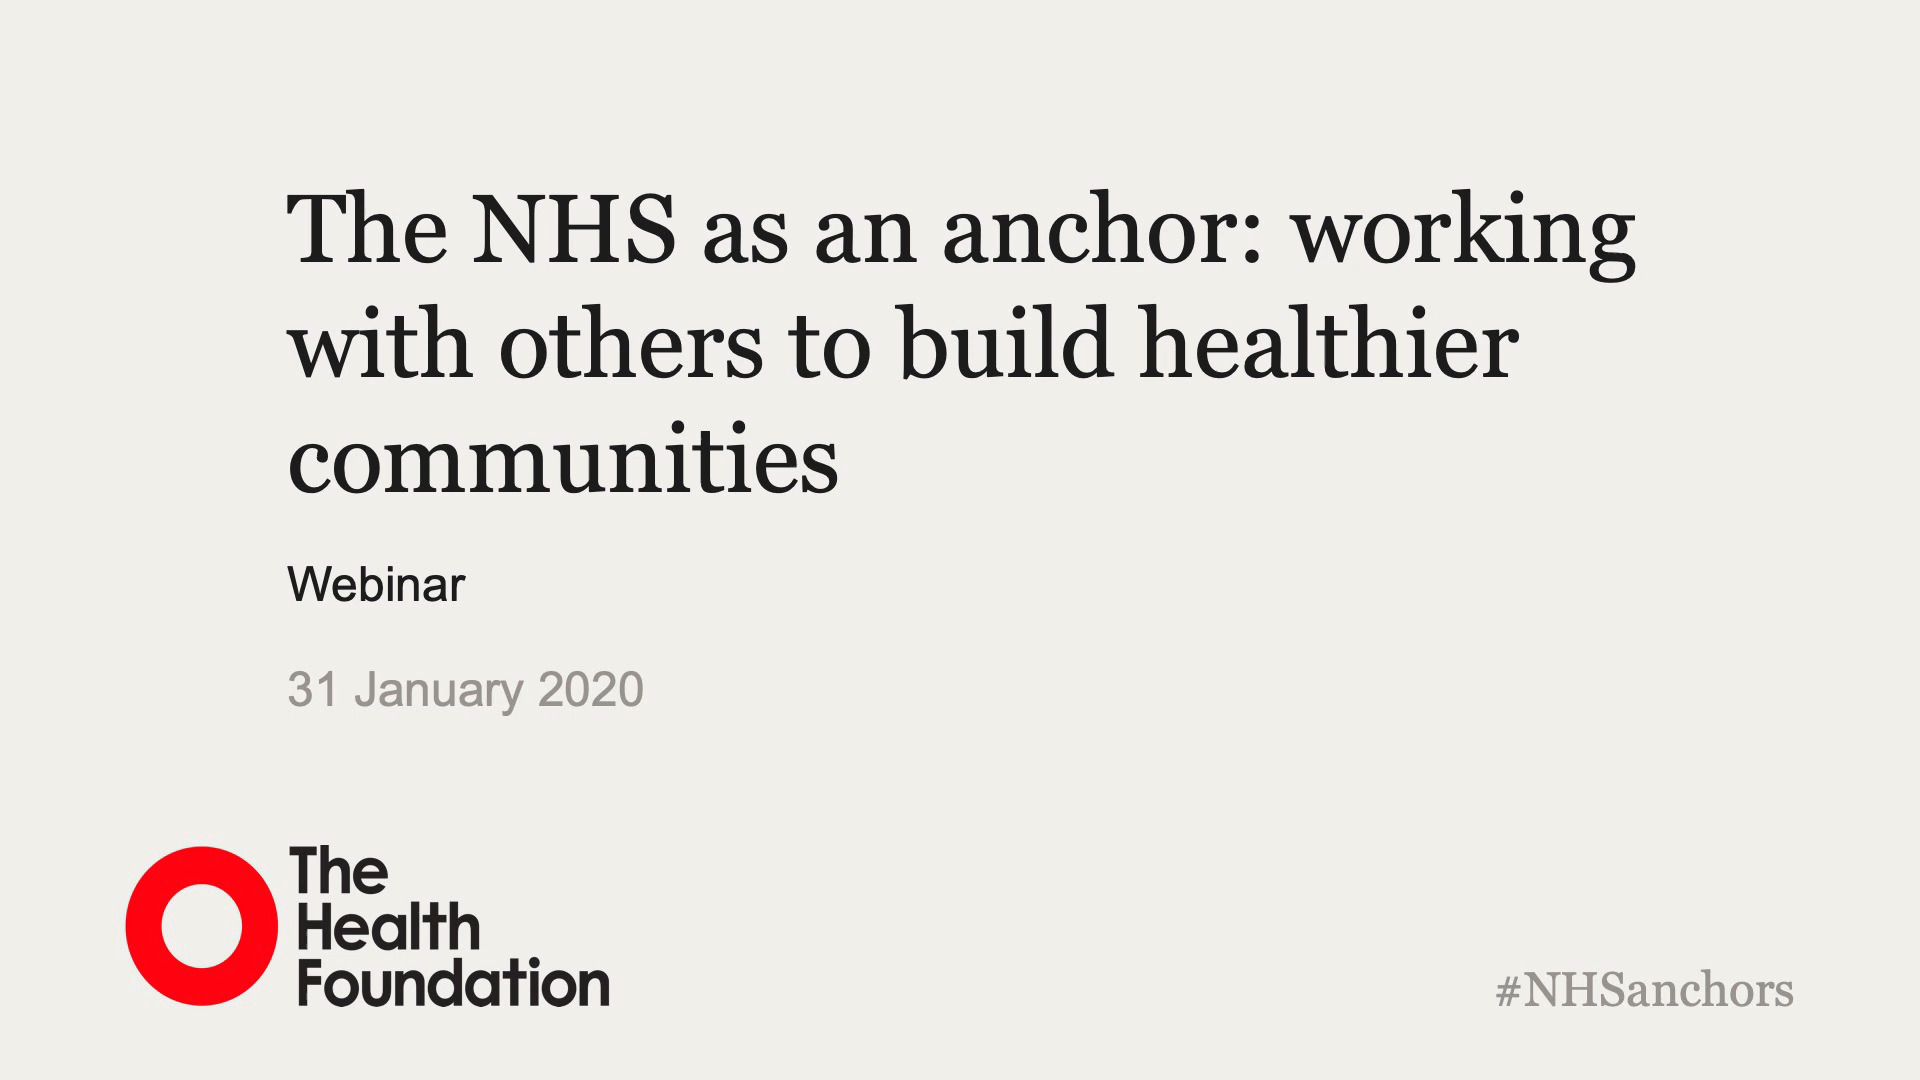 The NHS as an anchor: working
with others to build healthier
communities
Webinar
31 January 2020
The
Health
Foundation
#NHSanchors